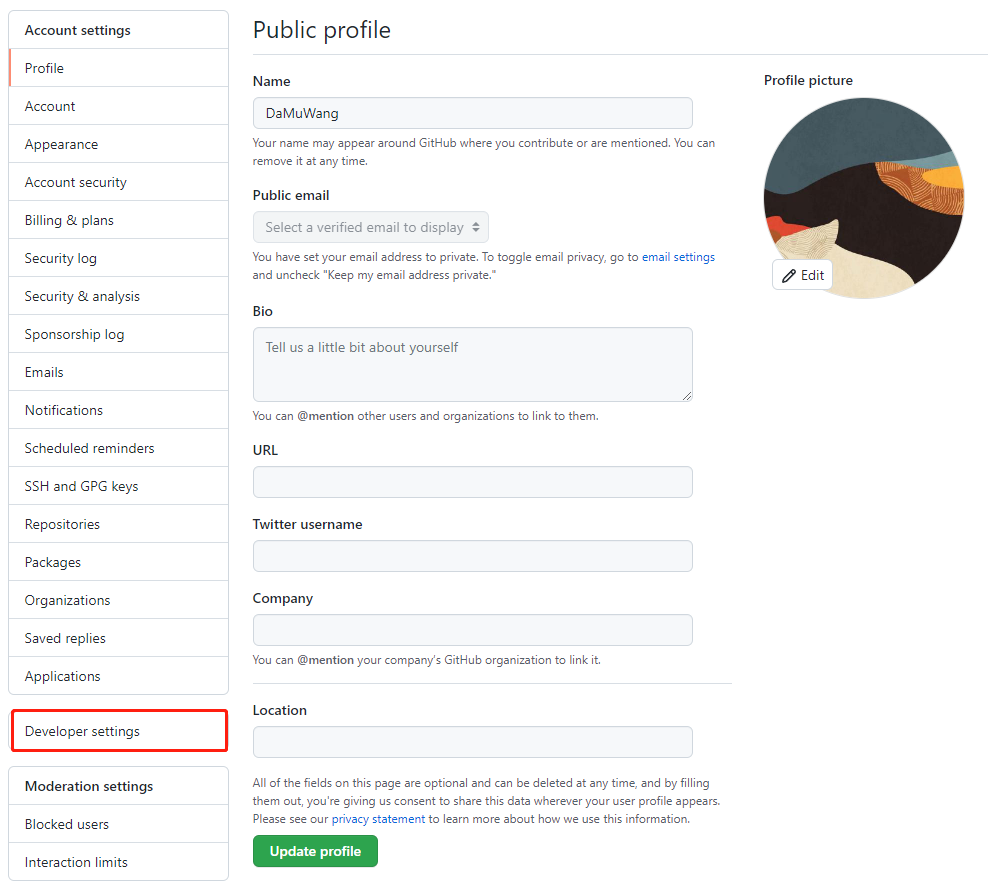 Account settings
Profile
Account
Appearance
Account security
Billing & plans
Security log
Security & analysis
Sponsorship log
Emails
Notifications
Scheduled reminders
SSH and GPG keys
Repositories
Packages
Organizations
Saved replies
Applications
Developer settings
Moderation settings
Blocked users
Interaction limits
Public profile
Name
DaMuWang
Your name may appear around GitHub where you contribute or are mentioned. You can
remove it at any time.
Public email
Select a verified email to display
You have set your email address to private. To toggle email privacy, go to email settings
and uncheck "Keep my email address private."
Bio
Tell us a little bit about yourself
You can @mention other users and organizations to link to them.
URL
Twitter username
Company
You can @mention your company's GitHub organization to link it.
Location
All of the fields on this page are optional and can be deleted at any time, and by filling
them out, you're giving us consent to share this data wherever your user profile appears.
Please see our privacy statement to learn more about how we use this information.
Update profile
Profile picture
Edit